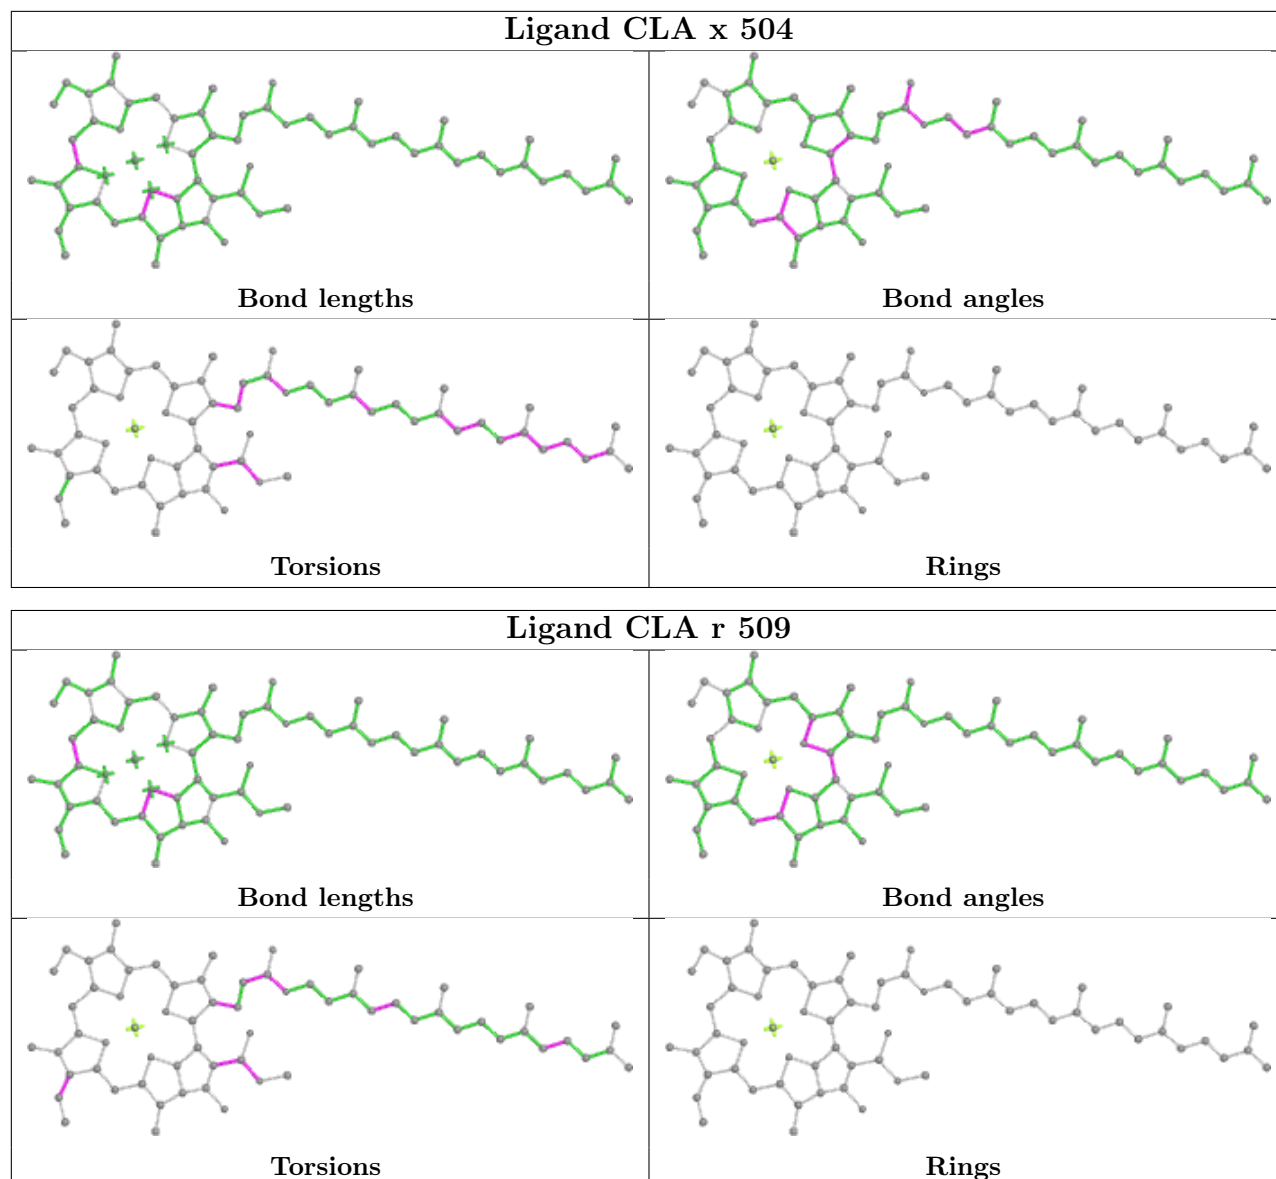 Ligand CLA x 504
Bond lengths
Bond angles
Torsions
Rings
Ligand CLA r 509
Bond lengths
Bond angles
Torsions
Rings